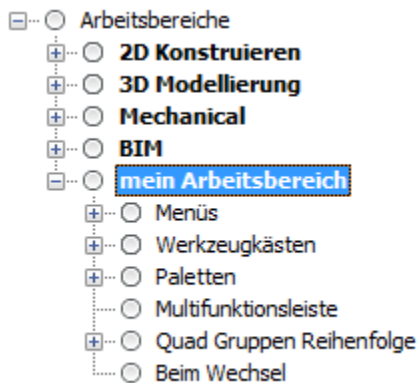 Arbeitsbereiche
2D Konstruieren
3D Modellierung
Mechanical
BIM
mein Arbeitsbereich
Menüs
Werkzeugkästen
Paletten
Multifunktionsleiste
Quad Gruppen Reihenfolge
Beim Wechsel